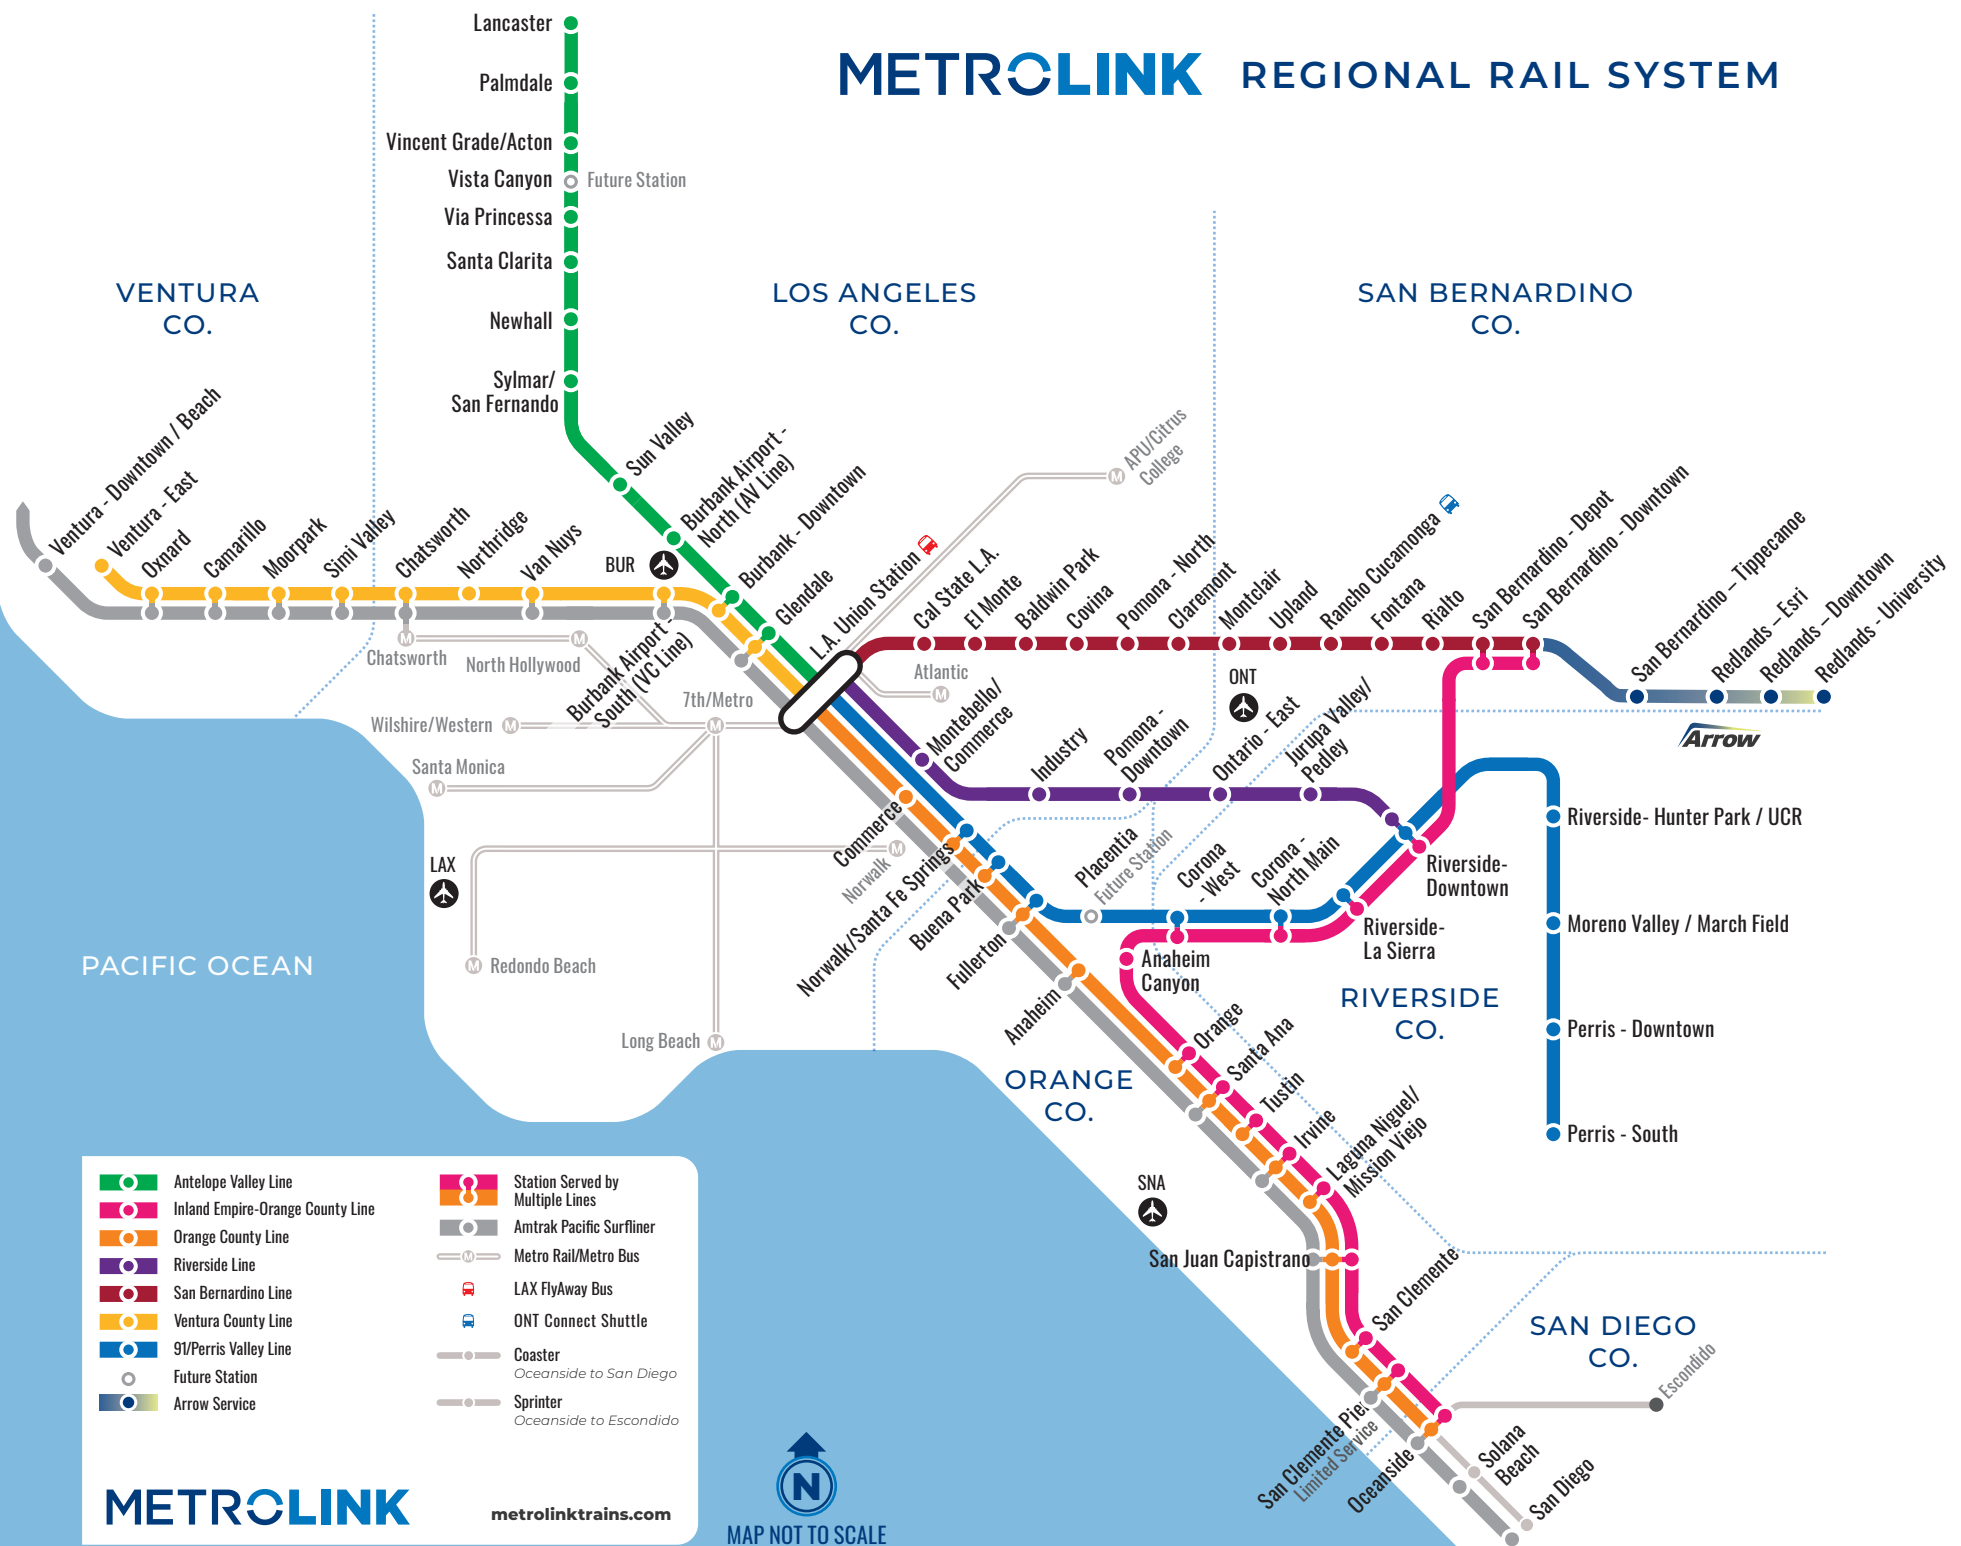 METROLINK REGIONAL RAIL SYSTEM
Lancaster
Palmdale
Vincent Grade/Acton
Vista Canyon
Future Station
Via Princessa
Santa Clarita
Newhall
Sylmar/
San Fernando
VENTURA
CO.
LOS ANGELES
CO.
SAN BERNARDINO
CO.
Ventura - Downtown / Beach
Ventura - East
Oxnard
Camarillo
Moorpark
Simi Valley
Chatsworth
Northridge
Van Nuys
BUR
Sun Valley
Burbank Airport -
North (AV Line)
Burbank - Downtown
Glendale
Burbank Airport -
South (VC Line)
L.A. Union Station
M
APU/Citrus
College
Cal State L.A.
El Monte
Baldwin Park
Covina
Pomona - North
Claremont
Montclair
Upland
Rancho Cucamonga
Fontana
Rialto
San Bernardino - Depot
San Bernardino - Downtown
San Bernardino – Tippecanoe
Redlands – Esri
Redlands – Downtown
Redlands - University
Arrow
M
Chatsworth
M
North Hollywood
Wilshire/Western
M
7th/Metro
M
Santa Monica
M
Atlantic
M
ONT
Montebello/
Commerce
Industry
Pomona -
Downtown
Ontario - East
Jurupa Valley/
Pedley
LAX
Commerce
M
Norwalk
Norwalk/Santa Fe Springs
Buena Park
Fullerton
Anaheim
Placentia
Future Station
Corona
- West
Corona -
North Main
Riverside-
Downtown
Riverside-
La Sierra
Riverside- Hunter Park / UCR
Moreno Valley / March Field
Perris - Downtown
Perris - South
Anaheim
Canyon
PACIFIC OCEAN
M
Redondo Beach
Long Beach
M
RIVERSIDE
CO.
ORANGE
CO.
Orange
Santa Ana
Tustin
Irvine
Laguna Niguel/
Mission Viejo
SNA
San Juan Capistrano
San Clemente
San Clemente Pier
Limited Service
Oceanside
SAN DIEGO
CO.
Escondido
Solana
Beach
San Diego
Antelope Valley Line
Inland Empire-Orange County Line
Orange County Line
Riverside Line
San Bernardino Line
Ventura County Line
91/Perris Valley Line
Future Station
Arrow Service
Station Served by
Multiple Lines
Amtrak Pacific Surfliner
M
Metro Rail/Metro Bus
LAX FlyAway Bus
ONT Connect Shuttle
Coaster
Oceanside to San Diego
Sprinter
Oceanside to Escondido
METROLINK
metrolinktrains.com
N
MAP NOT TO SCALE